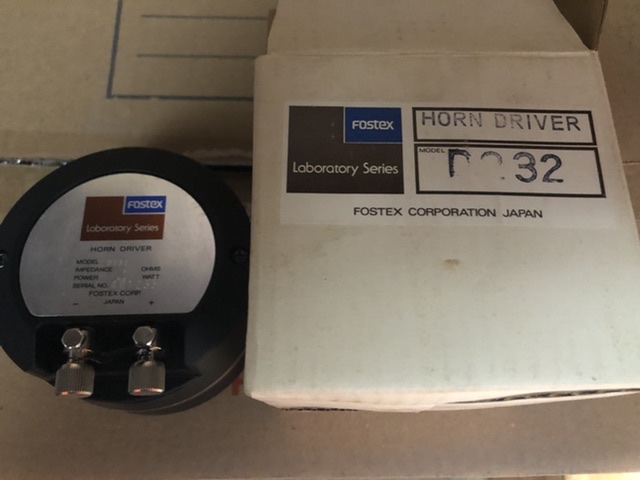 FOSTEX
Laboratory Series
HORN DRIVER
MODEL
FOSTEX CORPORATION JAPAN
FOSTEX
Laboratory Series
HORN DRIVER
MODEL
IMPEDANCE OHMS
POWER WATT
SERIAL NO.
FOSTEX CORP.
JAPAN
− +